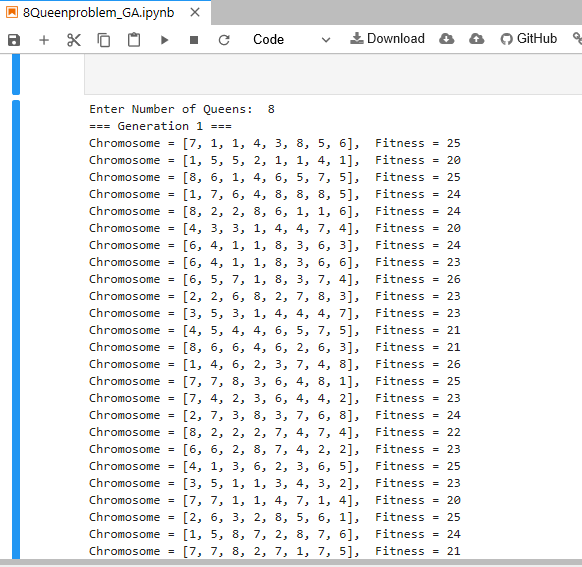 8Queenproblem_GA.ipynb
Code Download GitHub
Enter Number of Queens: 8
=== Generation 1 ===
Chromosome = [7, 1, 1, 4, 3, 8, 5, 6], Fitness = 25
Chromosome = [1, 5, 5, 2, 1, 1, 4, 1], Fitness = 20
Chromosome = [8, 6, 1, 4, 6, 5, 7, 5], Fitness = 25
Chromosome = [1, 7, 6, 4, 8, 8, 8, 5], Fitness = 24
Chromosome = [8, 2, 2, 8, 6, 1, 1, 6], Fitness = 24
Chromosome = [4, 3, 3, 1, 4, 4, 7, 4], Fitness = 20
Chromosome = [6, 4, 1, 1, 8, 3, 6, 3], Fitness = 24
Chromosome = [6, 4, 1, 1, 8, 3, 6, 6], Fitness = 23
Chromosome = [6, 5, 7, 1, 8, 3, 7, 4], Fitness = 26
Chromosome = [2, 2, 6, 8, 2, 7, 8, 3], Fitness = 23
Chromosome = [3, 5, 3, 1, 4, 4, 4, 7], Fitness = 23
Chromosome = [4, 5, 4, 4, 6, 5, 7, 5], Fitness = 21
Chromosome = [8, 6, 6, 4, 6, 2, 6, 3], Fitness = 21
Chromosome = [1, 4, 6, 2, 3, 7, 4, 8], Fitness = 26
Chromosome = [7, 7, 8, 3, 6, 4, 8, 1], Fitness = 25
Chromosome = [7, 4, 2, 3, 6, 4, 4, 2], Fitness = 23
Chromosome = [2, 7, 3, 8, 3, 7, 6, 8], Fitness = 24
Chromosome = [8, 2, 2, 2, 7, 4, 7, 4], Fitness = 22
Chromosome = [6, 6, 2, 8, 7, 4, 2, 2], Fitness = 23
Chromosome = [4, 1, 3, 6, 2, 3, 6, 5], Fitness = 25
Chromosome = [3, 5, 1, 1, 3, 4, 3, 2], Fitness = 23
Chromosome = [7, 7, 1, 1, 4, 7, 1, 4], Fitness = 20
Chromosome = [2, 6, 3, 2, 8, 5, 6, 1], Fitness = 25
Chromosome = [1, 5, 8, 7, 2, 8, 7, 6], Fitness = 24
Chromosome = [7, 7, 8, 2, 7, 1, 7, 5], Fitness = 21